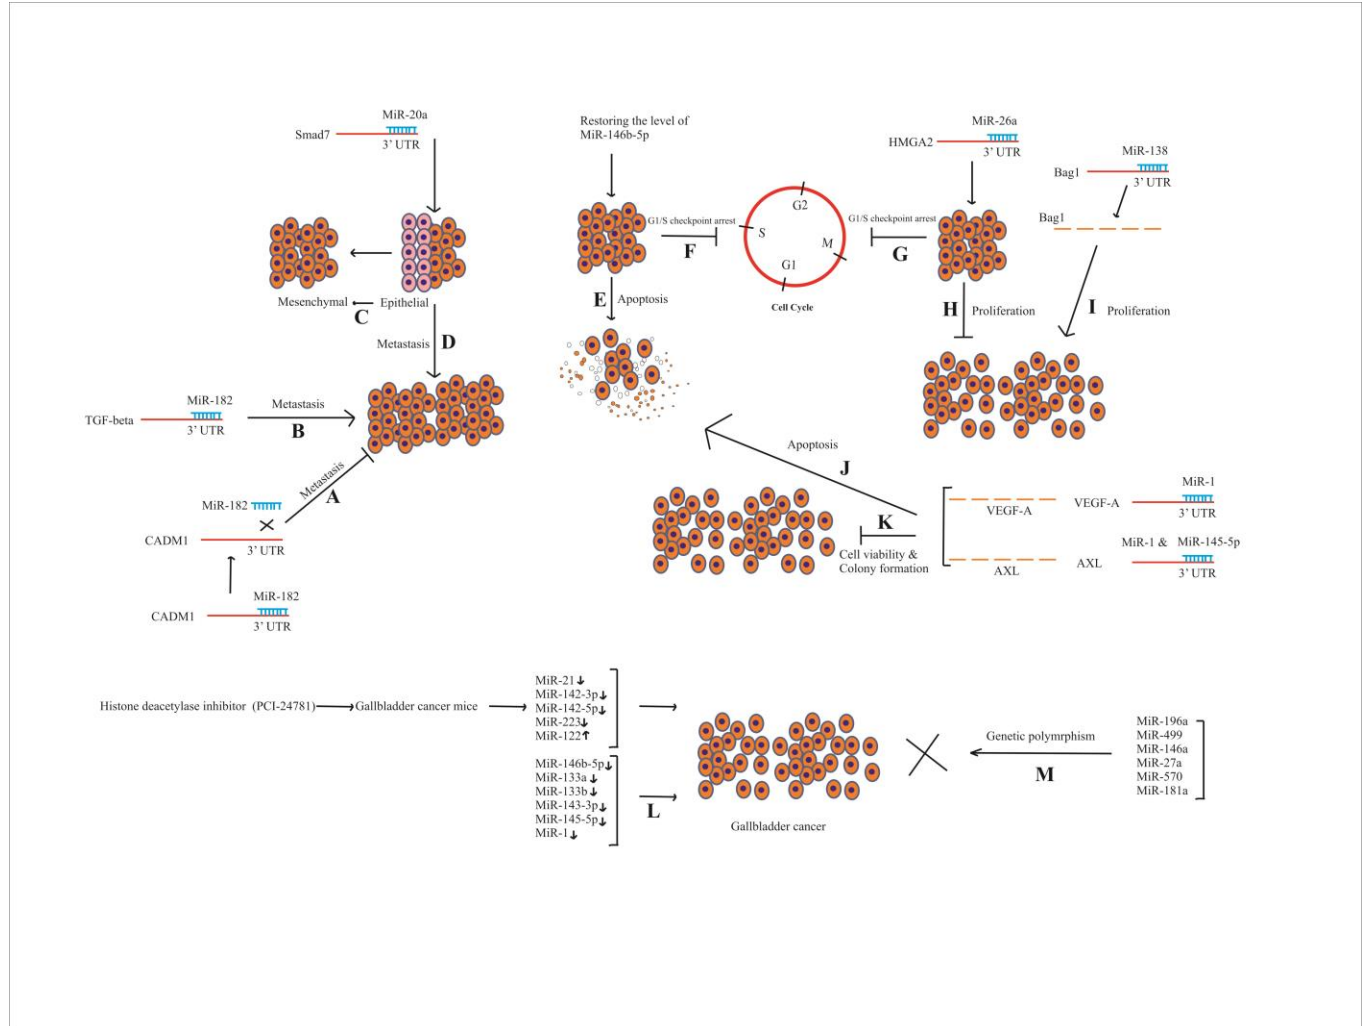 MiR-20a
Smad7
3' UTR
Mesenchymal
Epithelial
C
Metastasis
D
MiR-182
TGF-beta
3' UTR
Metastasis
B
Metastasis
A
MiR-182
CADM1
3' UTR
MiR-182
CADM1
3' UTR
Restoring the level of
MiR-146b-5p
G1/S checkpoint arrest
F
E
Apoptosis
G2
S
M
G1
Cell Cycle
MiR-26a
HMGA2
3' UTR
G1/S checkpoint arrest
G
H
Proliferation
MiR-138
Bag1
3' UTR
Bag1
I
Proliferation
Apoptosis
J
K
Cell viability &
Colony formation
VEGF-A
VEGF-A
MiR-1
3' UTR
MiR-1 & MiR-145-5p
AXL
AXL
3' UTR
Histone deacetylase inhibitor (PCI-24781)
Gallbladder cancer mice
MiR-21↓
MiR-142-3p↓
MiR-142-5p↓
MiR-223↓
MiR-122↑
MiR-146b-5p↓
MiR-133a↓
MiR-133b↓
MiR-143-3p↓
MiR-145-5p↓
MiR-1↓
L
Gallbladder cancer
Genetic polymrphism
M
MiR-196a
MiR-499
MiR-146a
MiR-27a
MiR-570
MiR-181a